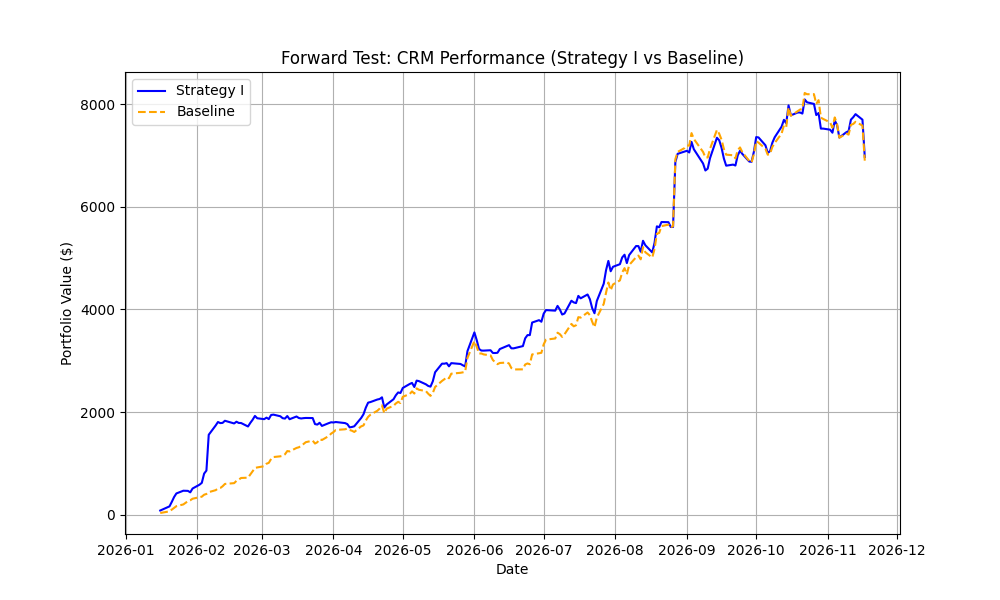 Forward Test: CRM Performance (Strategy I vs Baseline)
Strategy I
Baseline
Portfolio Value ($)
8000
6000
4000
2000
0
2026-01 2026-02 2026-03 2026-04 2026-05 2026-06 2026-07 2026-08 2026-09 2026-10 2026-11 2026-12
Date